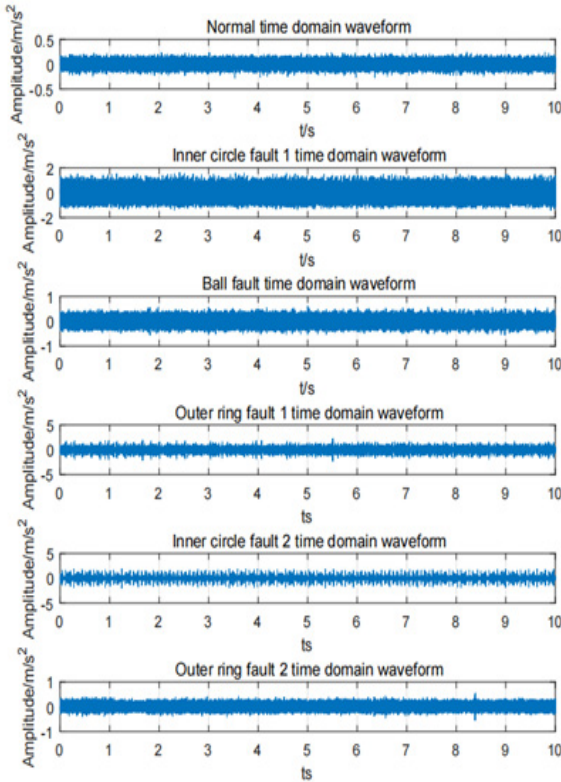 Normal time domain waveform
Amplitude/m/s²
0.5
0
-0.5
0 1 2 3 4 5 6 7 8 9 10
t/s
Inner circle fault 1 time domain waveform
Amplitude/m/s²
2
0
-2
0 1 2 3 4 5 6 7 8 9 10
t/s
Ball fault time domain waveform
Amplitude/m/s²
1
0
-1
0 1 2 3 4 5 6 7 8 9 10
t/s
Outer ring fault 1 time domain waveform
Amplitude/m/s²
5
0
-5
0 1 2 3 4 5 6 7 8 9 10
ts
Inner circle fault 2 time domain waveform
Amplitude/m/s²
5
0
-5
0 1 2 3 4 5 6 7 8 9 10
ts
Outer ring fault 2 time domain waveform
Amplitude/m/s²
1
0
-1
0 1 2 3 4 5 6 7 8 9 10
ts